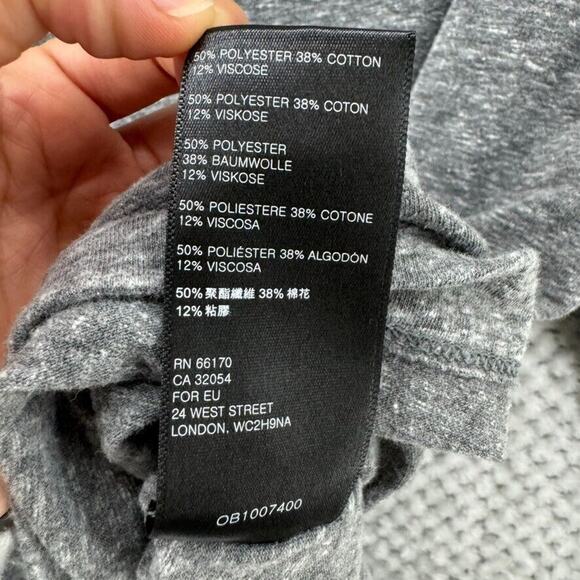 50% POLYESTER 38% COTTON
12% VISCOSE
50% POLYESTER 38% COTON
12% VISKOSE
50% POLYESTER
38% BAUMWOLLE
12% VISKOSE
50% POLIESTERE 38% COTONE
12% VISCOSA
50% POLIÉSTER 38% ALGODÓN
12% VISCOSA
50% 聚酯纖維 38% 棉花
12% 粘膠
RN 66170
CA 32054
FOR EU
24 WEST STREET
LONDON, WC2H9NA
OB1007400